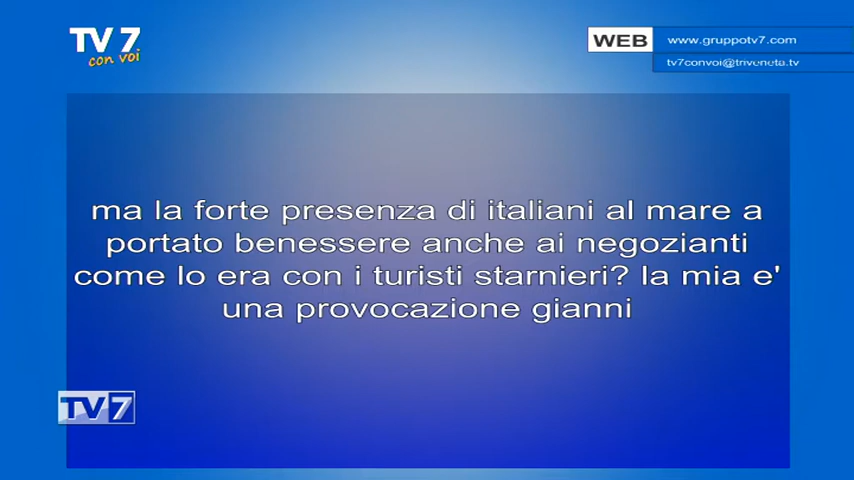 TV 7
con voi
WEB
www.gruppotv7.com
tv7convoi@triveneta.tv
ma la forte presenza di italiani al mare a
portato benessere anche ai negozianti
come lo era con i turisti starnieri? la mia e'
una provocazione gianni
TV7